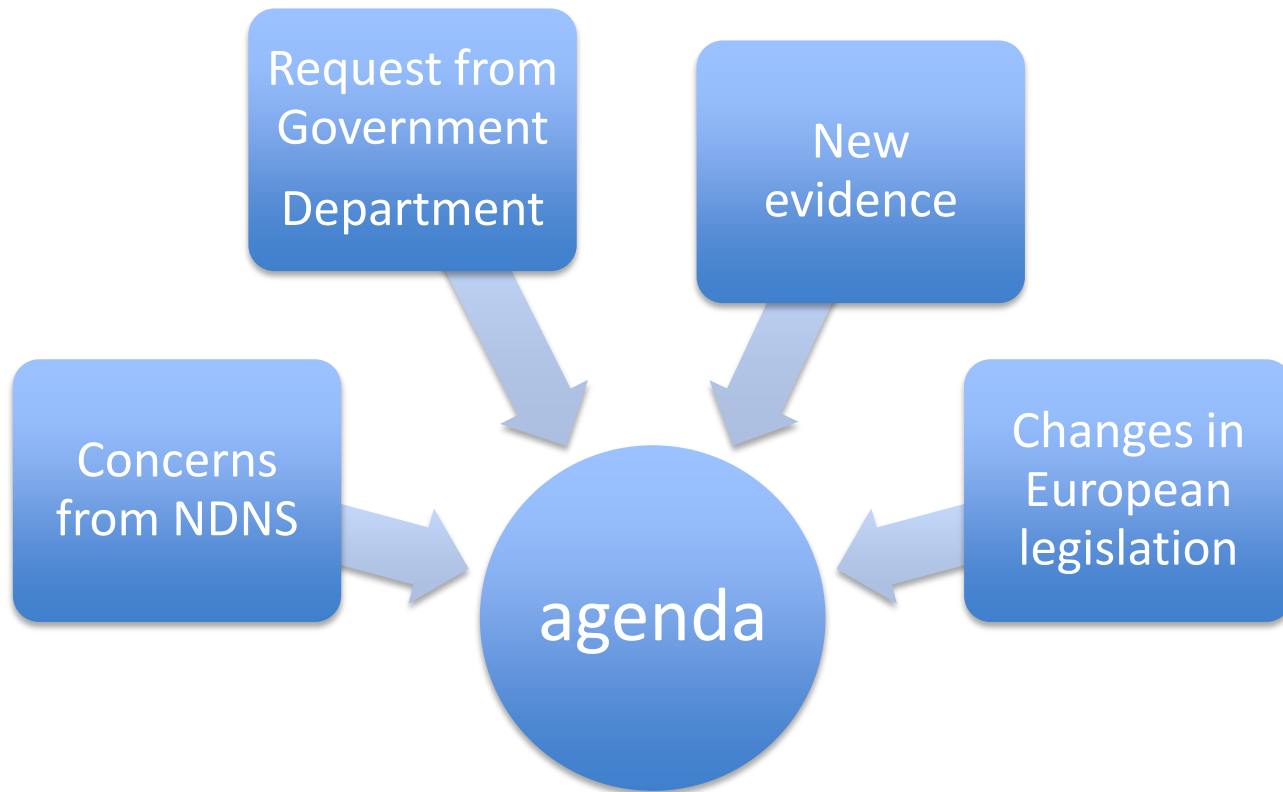 Request from
Government
Department
New
evidence
Concerns
from NDNS
Changes in
European
legislation
agenda